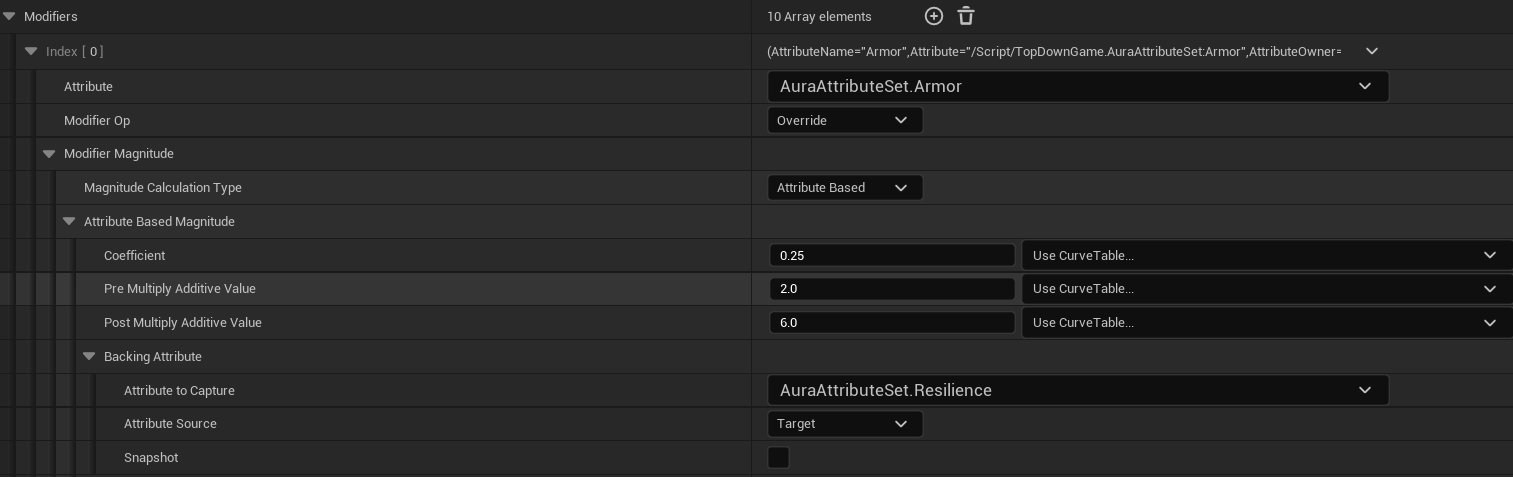 Modifiers 10 Array elements
Index [ 0 ] (AttributeName="Armor",Attribute="/Script/TopDownGame.AuraAttributeSet:Armor",AttributeOwner=
Attribute AuraAttributeSet.Armor
Modifier Op Override
Modifier Magnitude
Magnitude Calculation Type Attribute Based
Attribute Based Magnitude
Coefficient 0.25 Use CurveTable...
Pre Multiply Additive Value 2.0 Use CurveTable...
Post Multiply Additive Value 6.0 Use CurveTable...
Backing Attribute
Attribute to Capture AuraAttributeSet.Resilience
Attribute Source Target
Snapshot